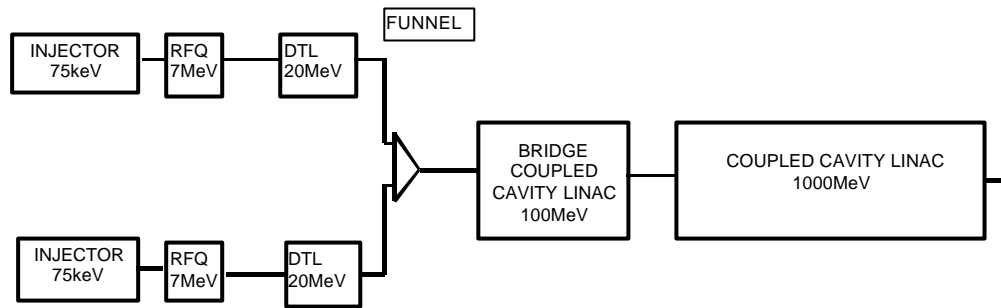 FUNNEL
INJECTOR
75keV
RFQ
7MeV
DTL
20MeV
BRIDGE
COUPLED
CAVITY LINAC
100MeV
COUPLED CAVITY LINAC
1000MeV
INJECTOR
75keV
RFQ
7MeV
DTL
20MeV